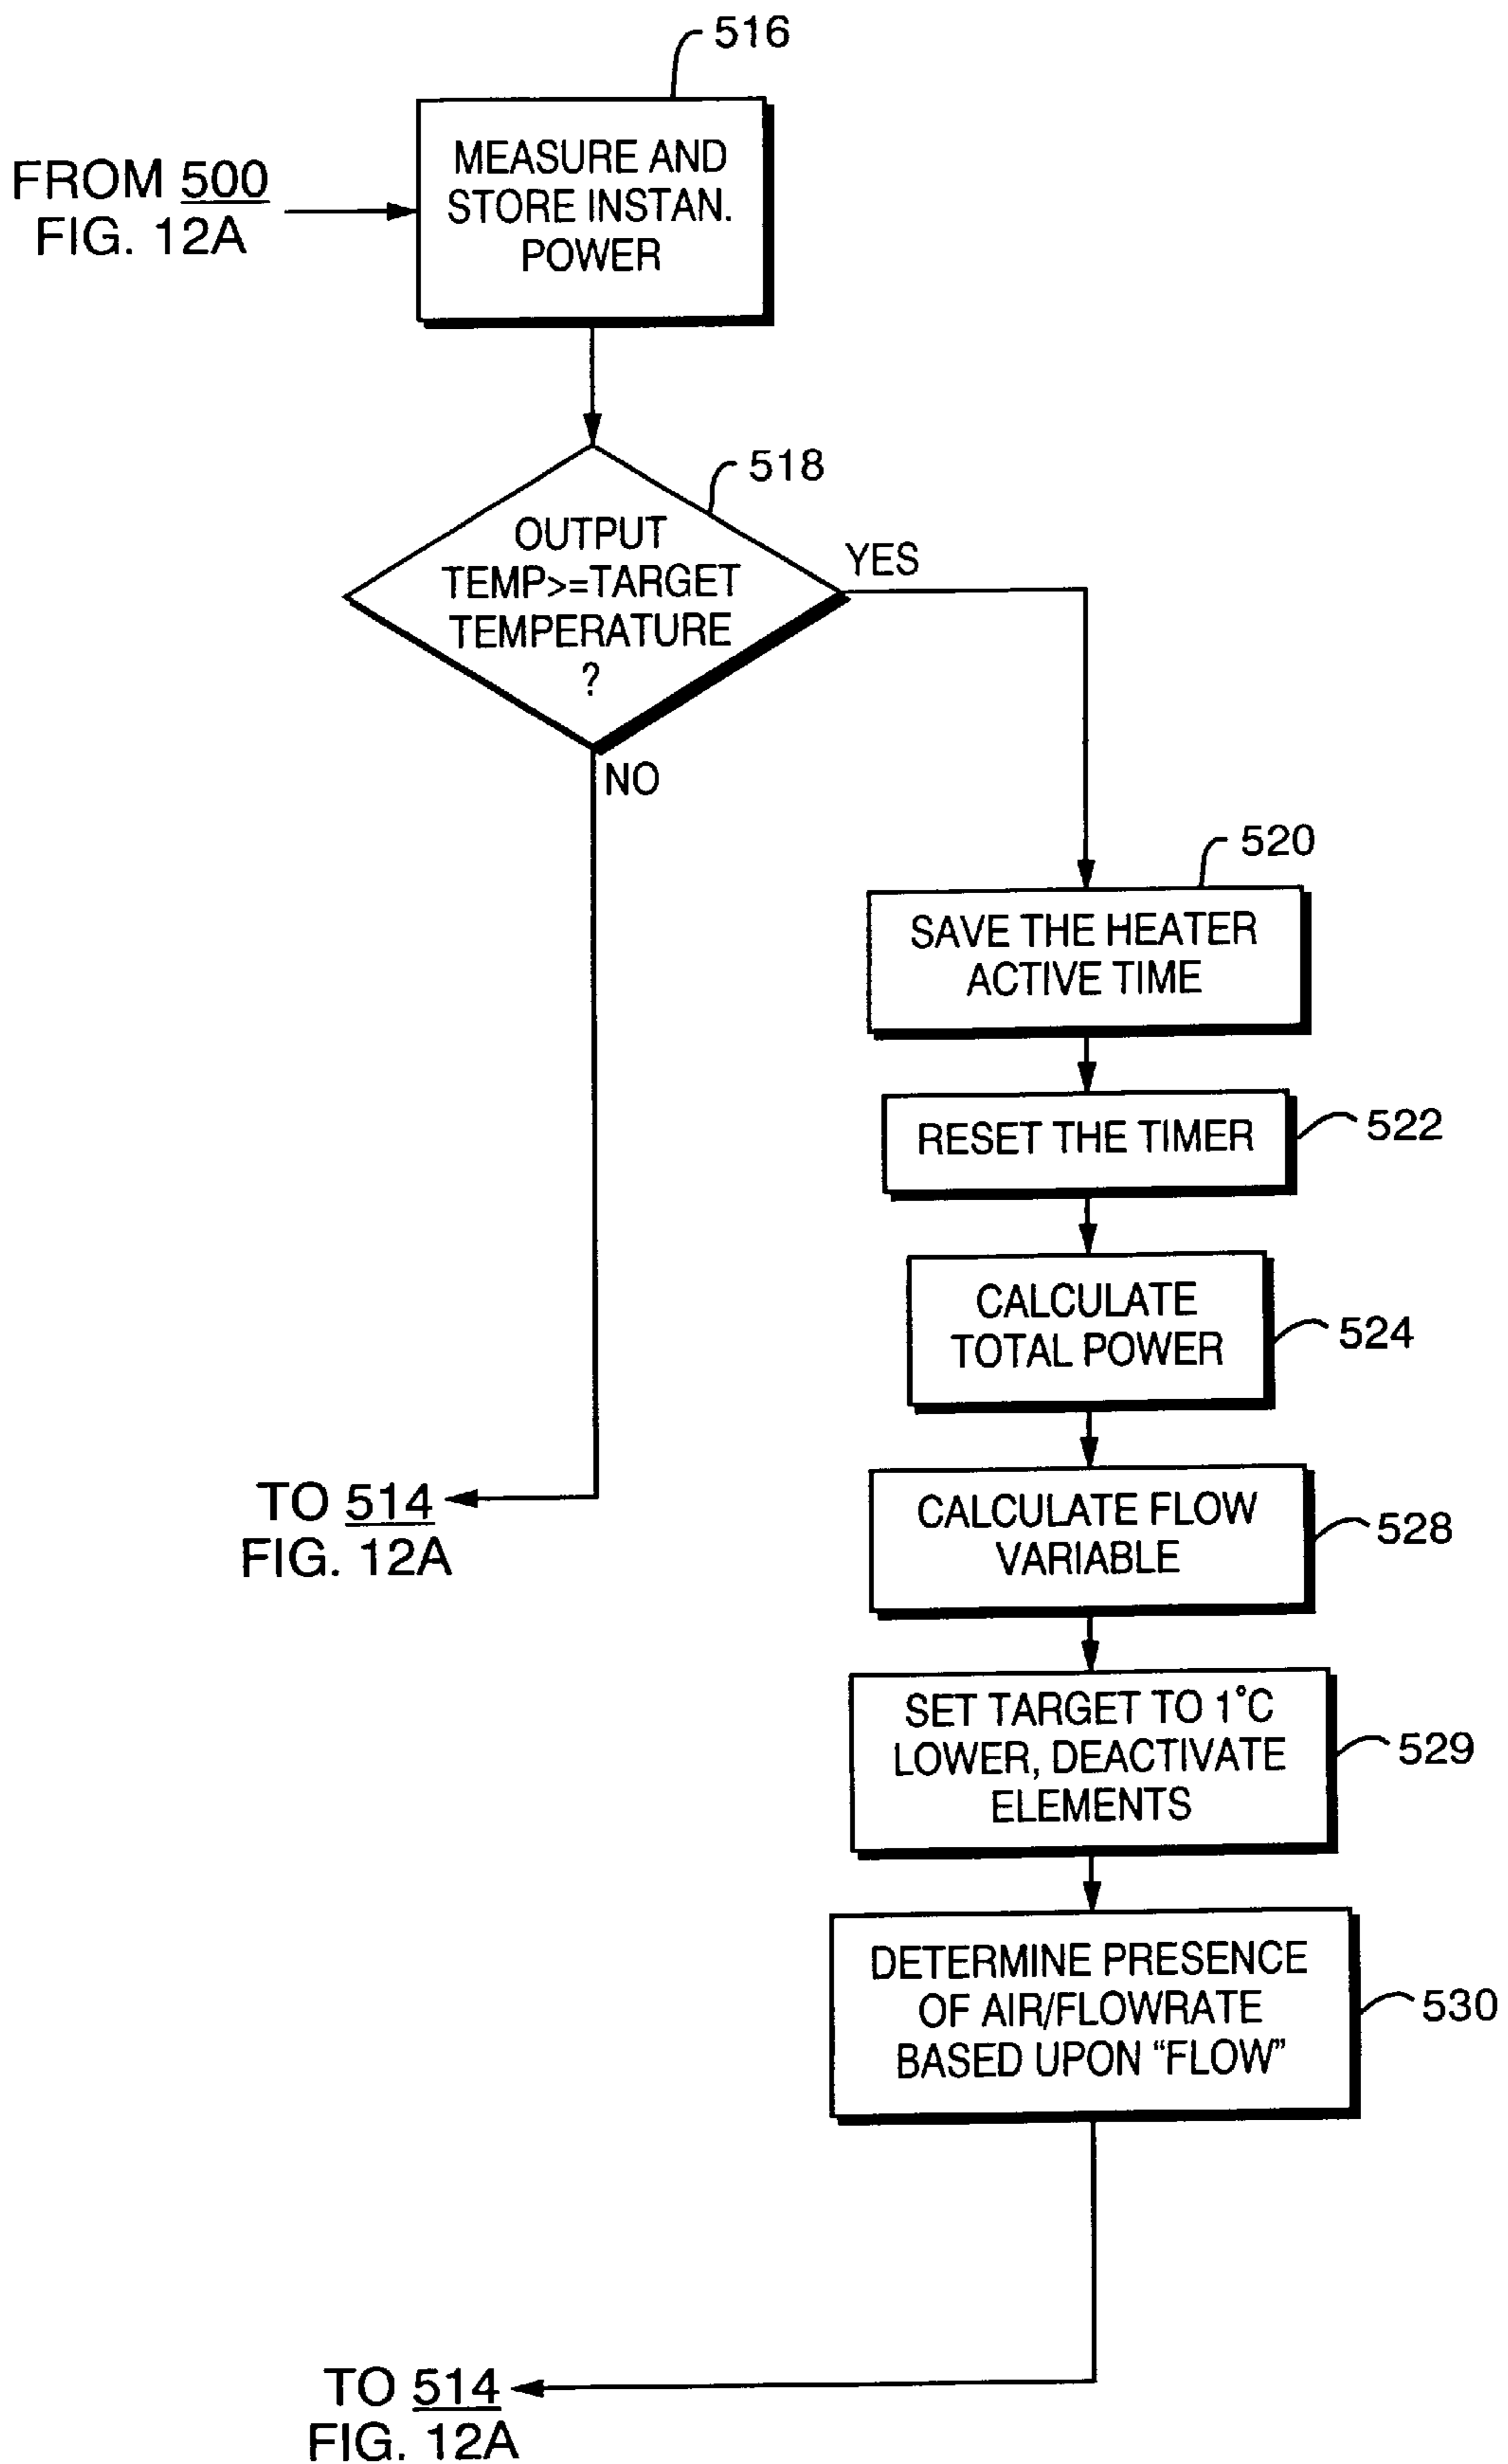 516
MEASURE AND
STORE INSTAN.
POWER
FROM 500
FIG. 12A
518
OUTPUT
TEMP>=TARGET
TEMPERATURE
?
YES
NO
520
SAVE THE HEATER
ACTIVE TIME
RESET THE TIMER
522
CALCULATE
TOTAL POWER
524
TO 514
FIG. 12A
CALCULATE FLOW
VARIABLE
528
SET TARGET TO 1°C
LOWER, DEACTIVATE
ELEMENTS
529
DETERMINE PRESENCE
OF AIR/FLOWRATE
BASED UPON “FLOW”
530
TO 514
FIG. 12A